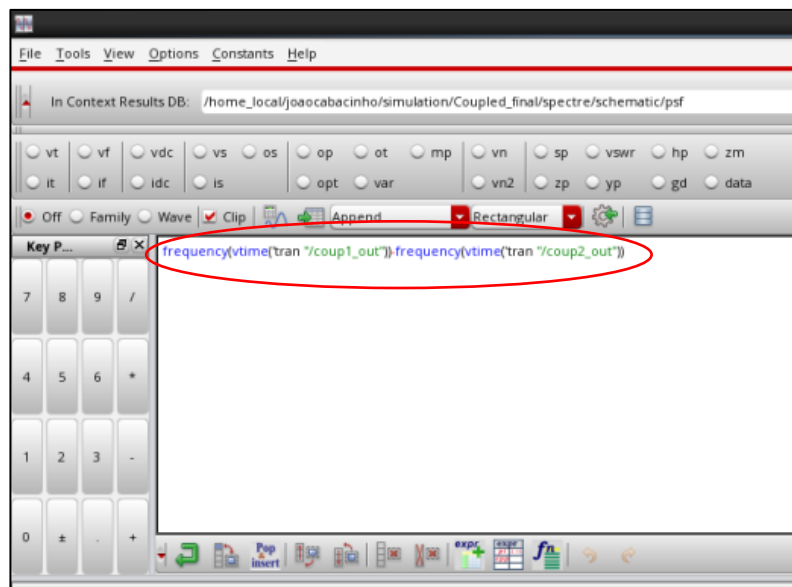 File Tools View Options Constants Help
In Context Results DB: /home_local/joaocabacinho/simulation/Coupled_final/spectre/schematic/psf
vt vf vdc vs os op ot mp vn sp vswr hp zm
it if idc is opt var vn2 zp yp gd data
Off Family Wave Clip Append Rectangular
Key P...
frequency(vtime('tran "/coup1_out"))-frequency(vtime('tran "/coup2_out"))
7 8 9 /
4 5 6 *
1 2 3 -
0 ± . +
Pop
insert
expr
expr
fn